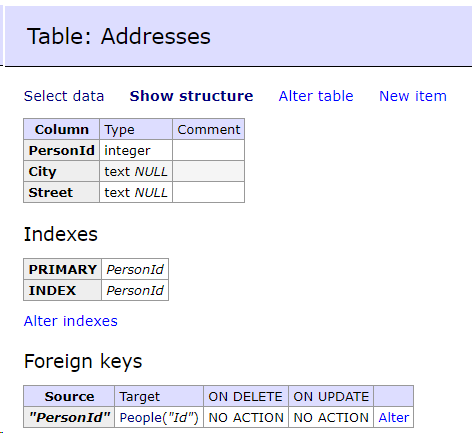 Table: Addresses
Select data Show structure Alter table New item
Column Type Comment
PersonId integer
City text NULL
Street text NULL
Indexes
PRIMARY PersonId
INDEX PersonId
Alter indexes
Foreign keys
Source Target ON DELETE ON UPDATE
"PersonId" People("Id") NO ACTION NO ACTION Alter